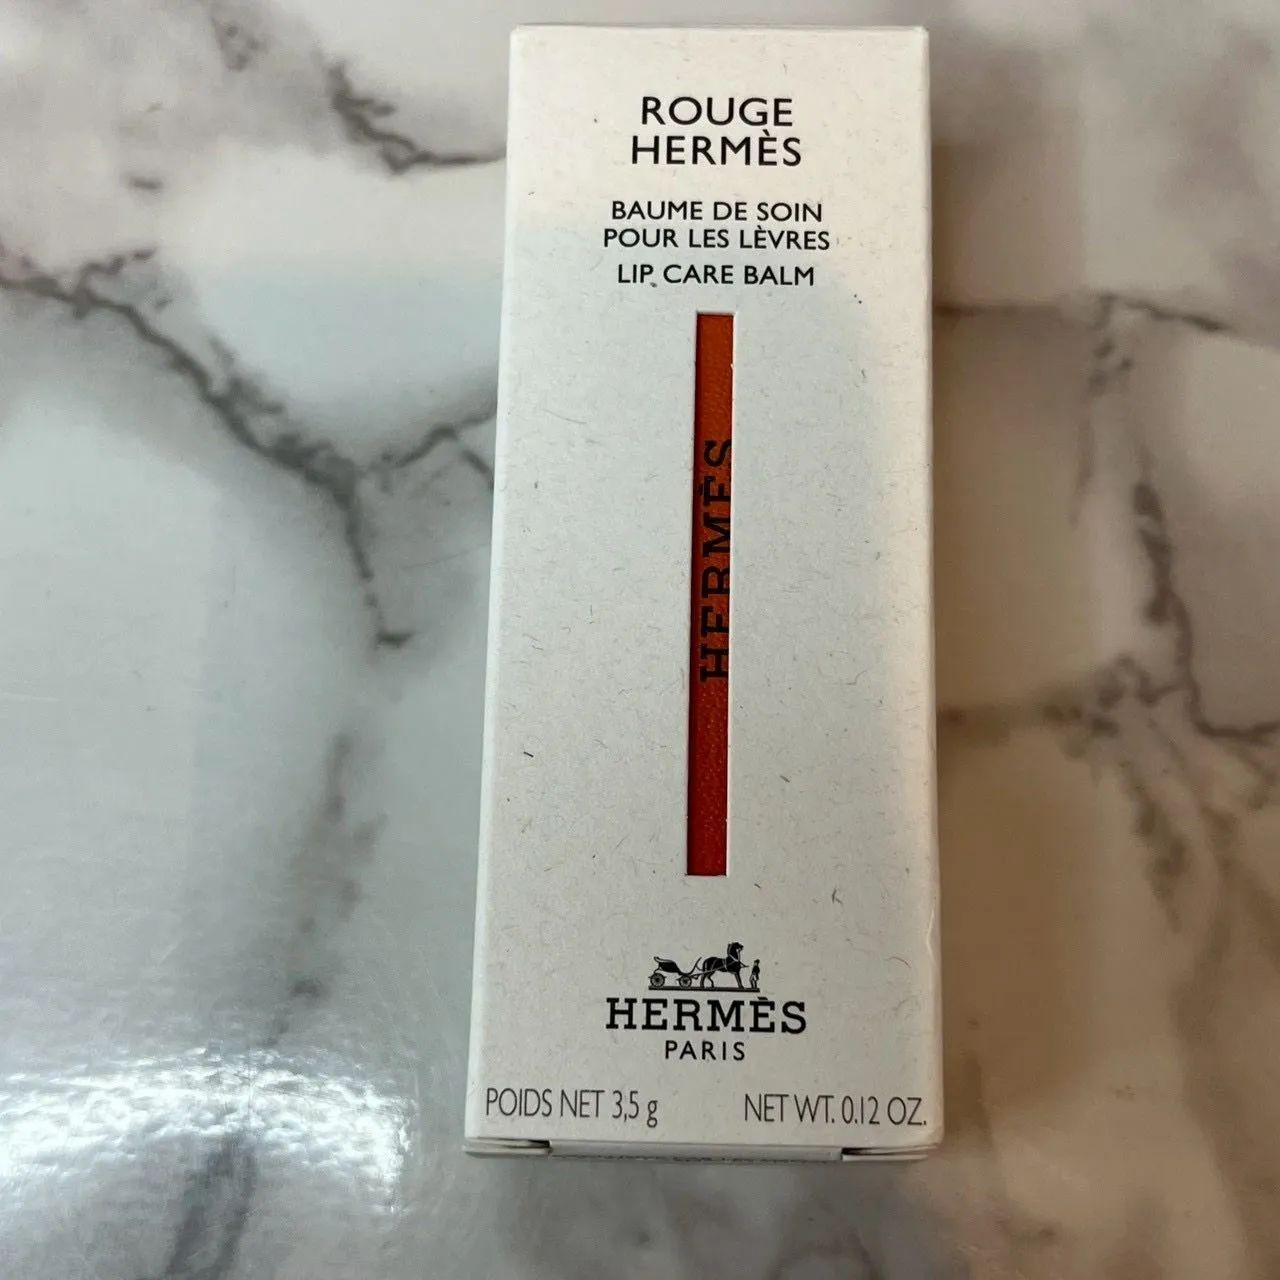 ROUGE
HERMÈS
BAUME DE SOIN
POUR LES LÈVRES
LIP CARE BALM
HERMÈS
HERMÈS
PARIS
POIDS NET 3,5 g NET WT. 0.12 OZ.